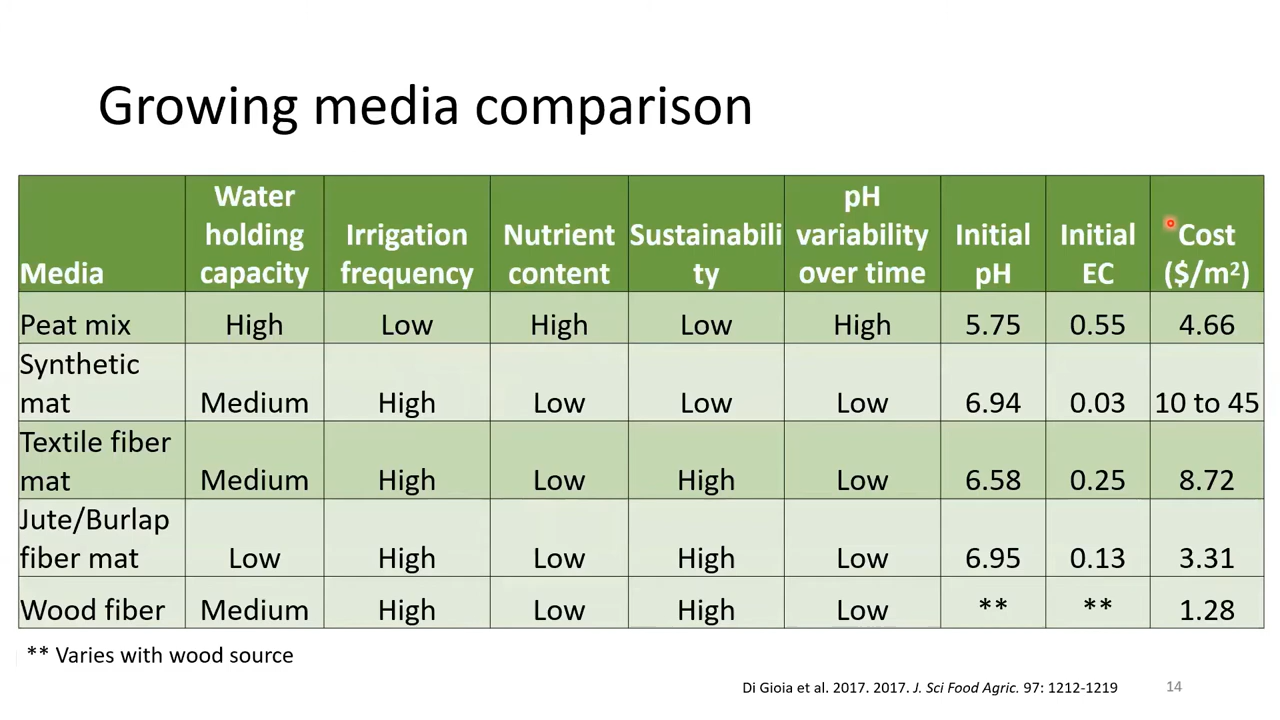 Growing media comparison
Media | Water holding capacity | Irrigation frequency | Nutrient content | Sustainability | pH variability over time | Initial pH | Initial EC | Cost ($/m²)
Peat mix | High | Low | High | Low | High | 5.75 | 0.55 | 4.66
Synthetic mat | Medium | High | Low | Low | Low | 6.94 | 0.03 | 10 to 45
Textile fiber mat | Medium | High | Low | High | Low | 6.58 | 0.25 | 8.72
Jute/Burlap fiber mat | Low | High | Low | High | Low | 6.95 | 0.13 | 3.31
Wood fiber | Medium | High | Low | High | Low | ** | ** | 1.28
** Varies with wood source
Di Gioia et al. 2017. 2017. J. Sci Food Agric. 97: 1212-1219
14